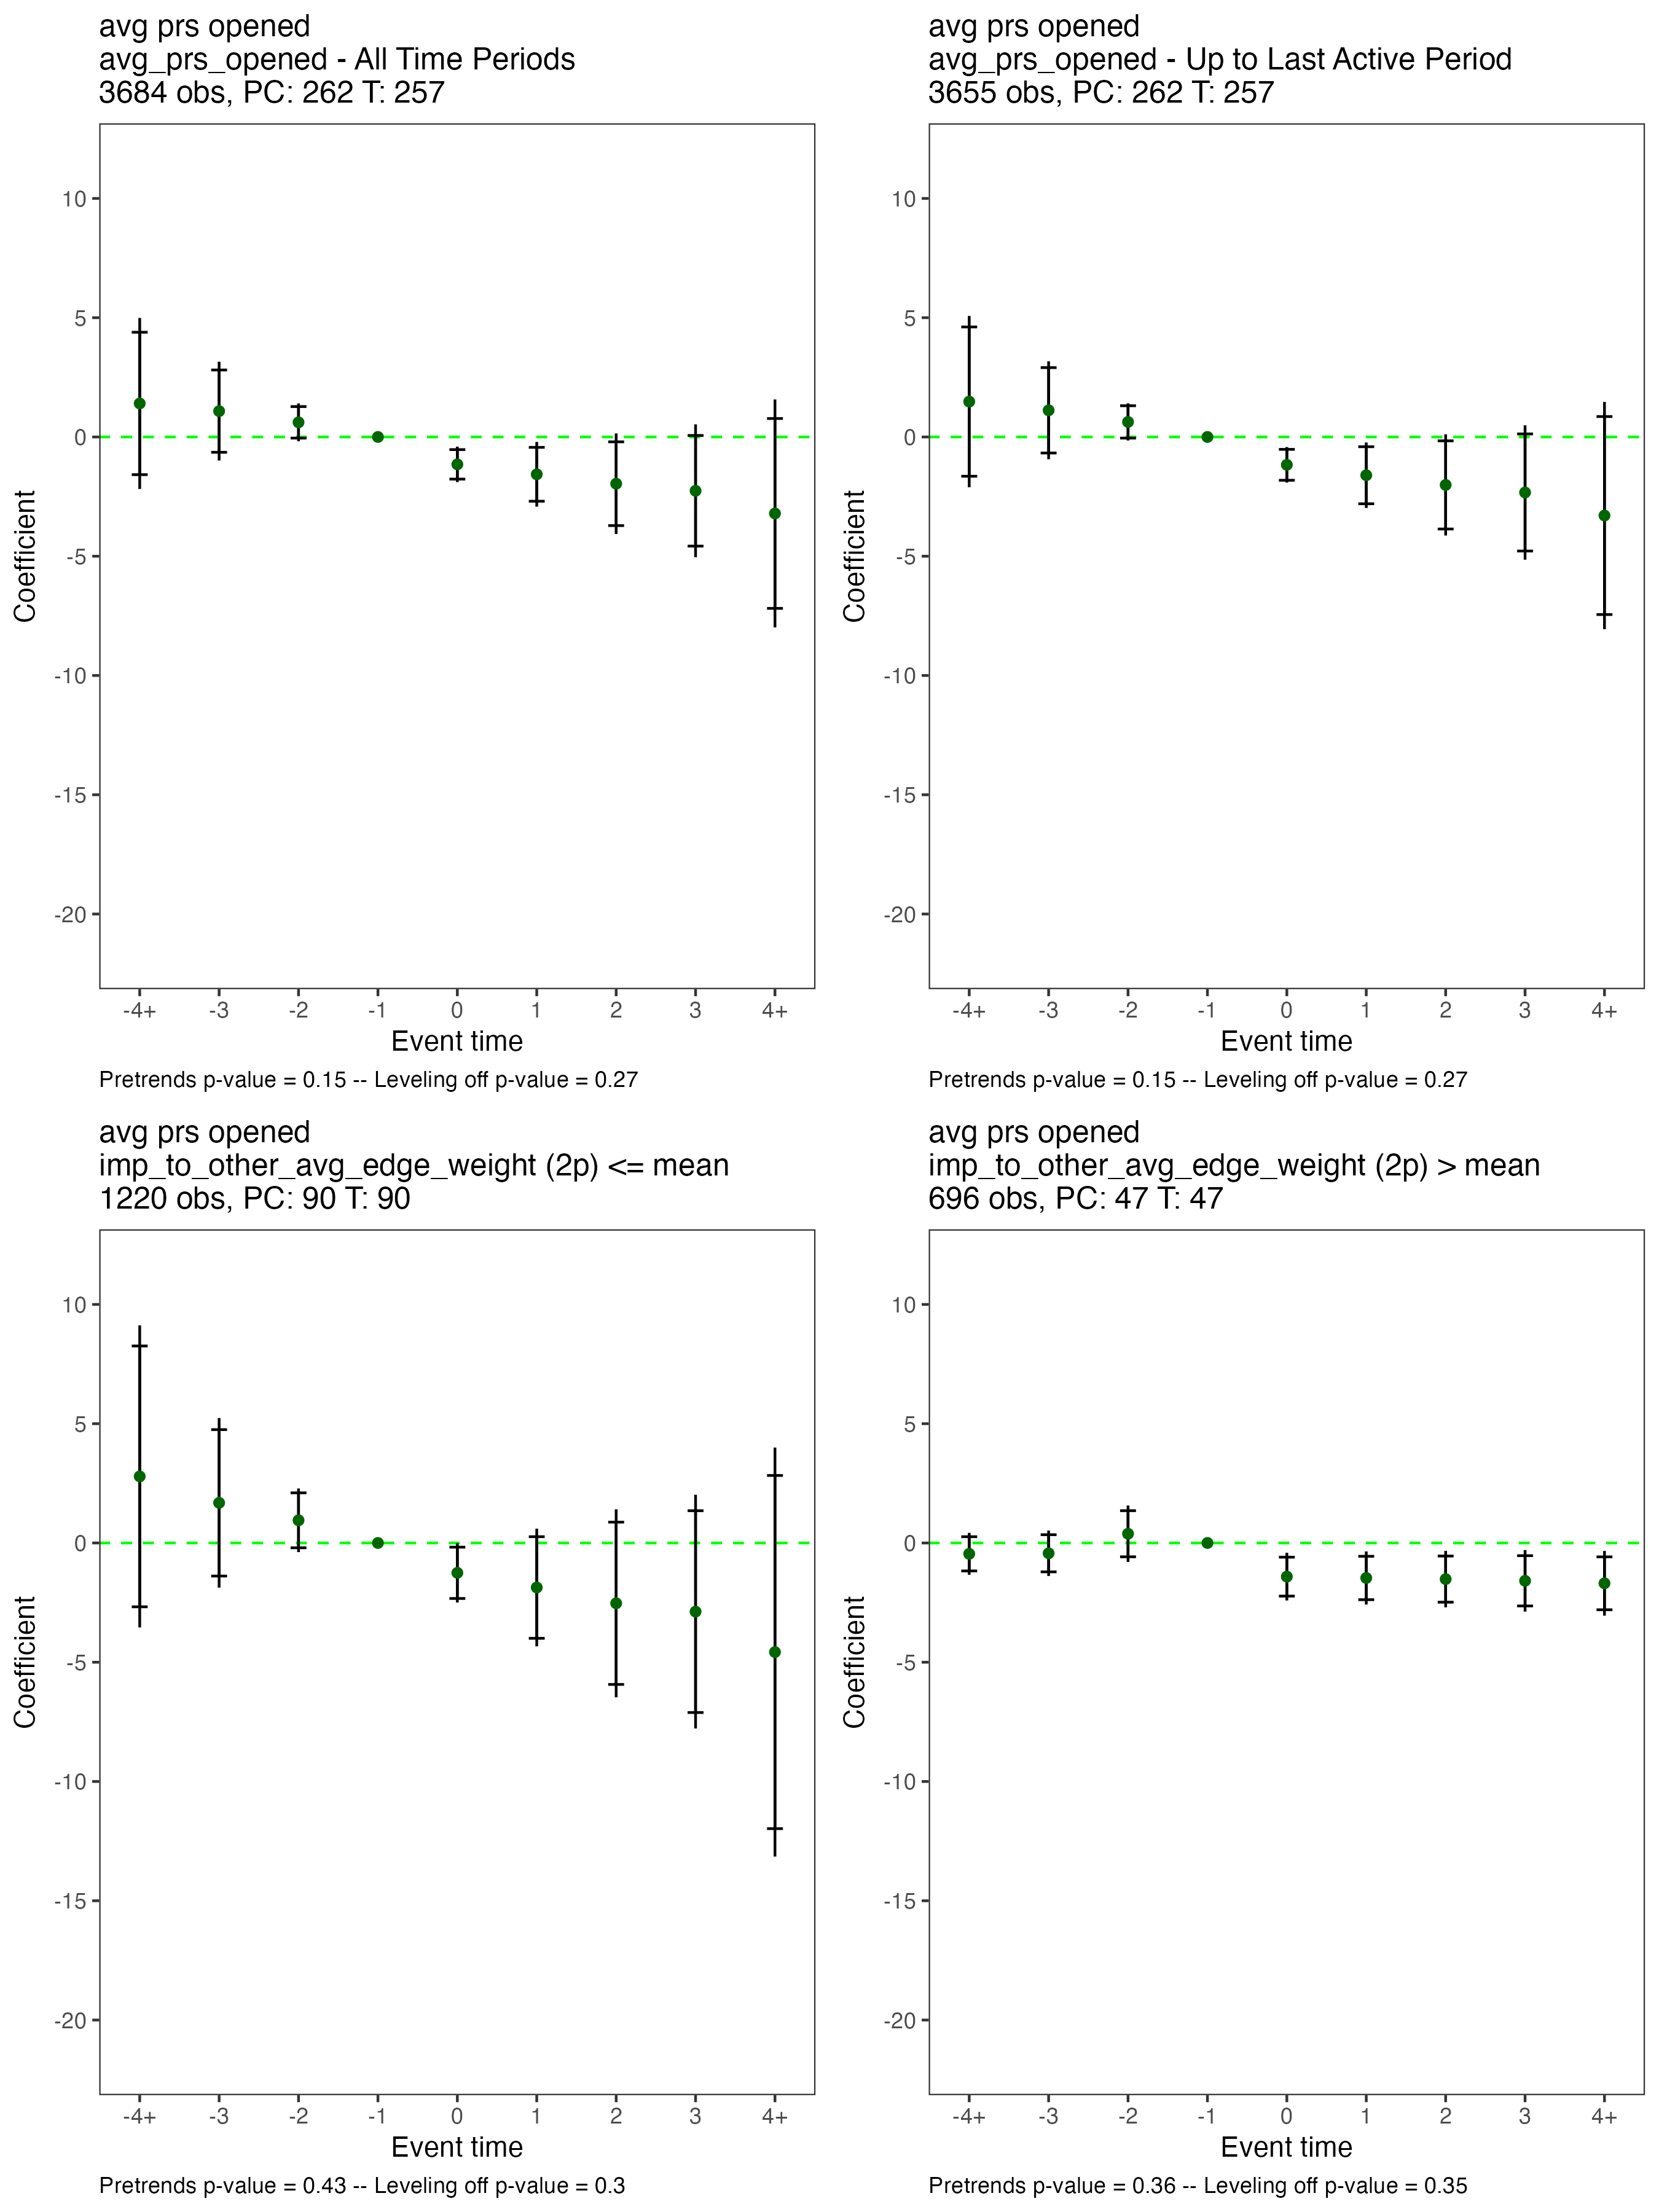 avg prs opened
avg_prs_opened - All Time Periods
3684 obs, PC: 262 T: 257
10
5
0
-5
-10
-15
-20
Coefficient
-4+ -3 -2 -1 0 1 2 3 4+
Event time
Pretrends p-value = 0.15 -- Leveling off p-value = 0.27
avg prs opened
avg_prs_opened - Up to Last Active Period
3655 obs, PC: 262 T: 257
10
5
0
-5
-10
-15
-20
Coefficient
-4+ -3 -2 -1 0 1 2 3 4+
Event time
Pretrends p-value = 0.15 -- Leveling off p-value = 0.27
avg prs opened
imp_to_other_avg_edge_weight (2p) <= mean
1220 obs, PC: 90 T: 90
10
5
0
-5
-10
-15
-20
Coefficient
-4+ -3 -2 -1 0 1 2 3 4+
Event time
Pretrends p-value = 0.43 -- Leveling off p-value = 0.3
avg prs opened
imp_to_other_avg_edge_weight (2p) > mean
696 obs, PC: 47 T: 47
10
5
0
-5
-10
-15
-20
Coefficient
-4+ -3 -2 -1 0 1 2 3 4+
Event time
Pretrends p-value = 0.36 -- Leveling off p-value = 0.35